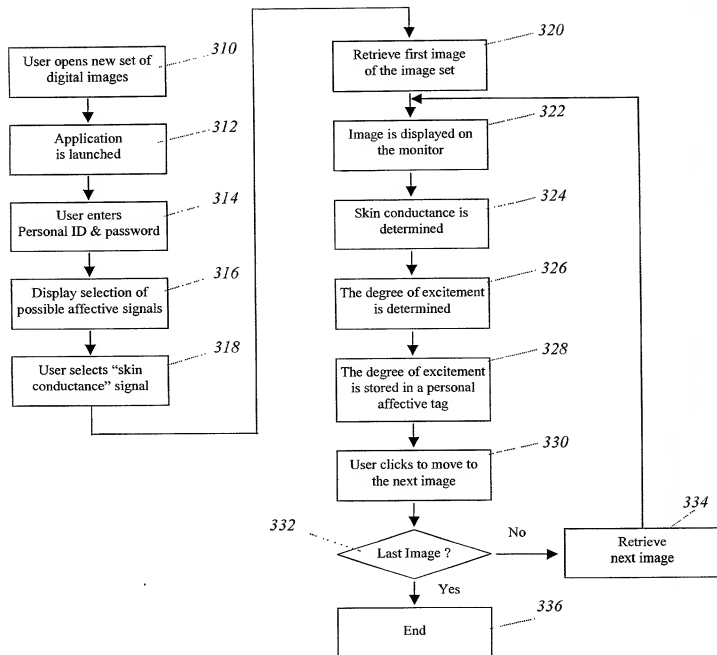 User opens new set of
digital images
310
Application
is launched
312
User enters
Personal ID & password
314
Display selection of
possible affective signals
316
User selects “skin
conductance” signal
318
Retrieve first image
of the image set
320
Image is displayed on
the monitor
322
Skin conductance is
determined
324
The degree of excitement
is determined
326
The degree of excitement
is stored in a personal
affective tag
328
User clicks to move to
the next image
330
332
Last Image ?
No
Retrieve
next image
334
Yes
End
336